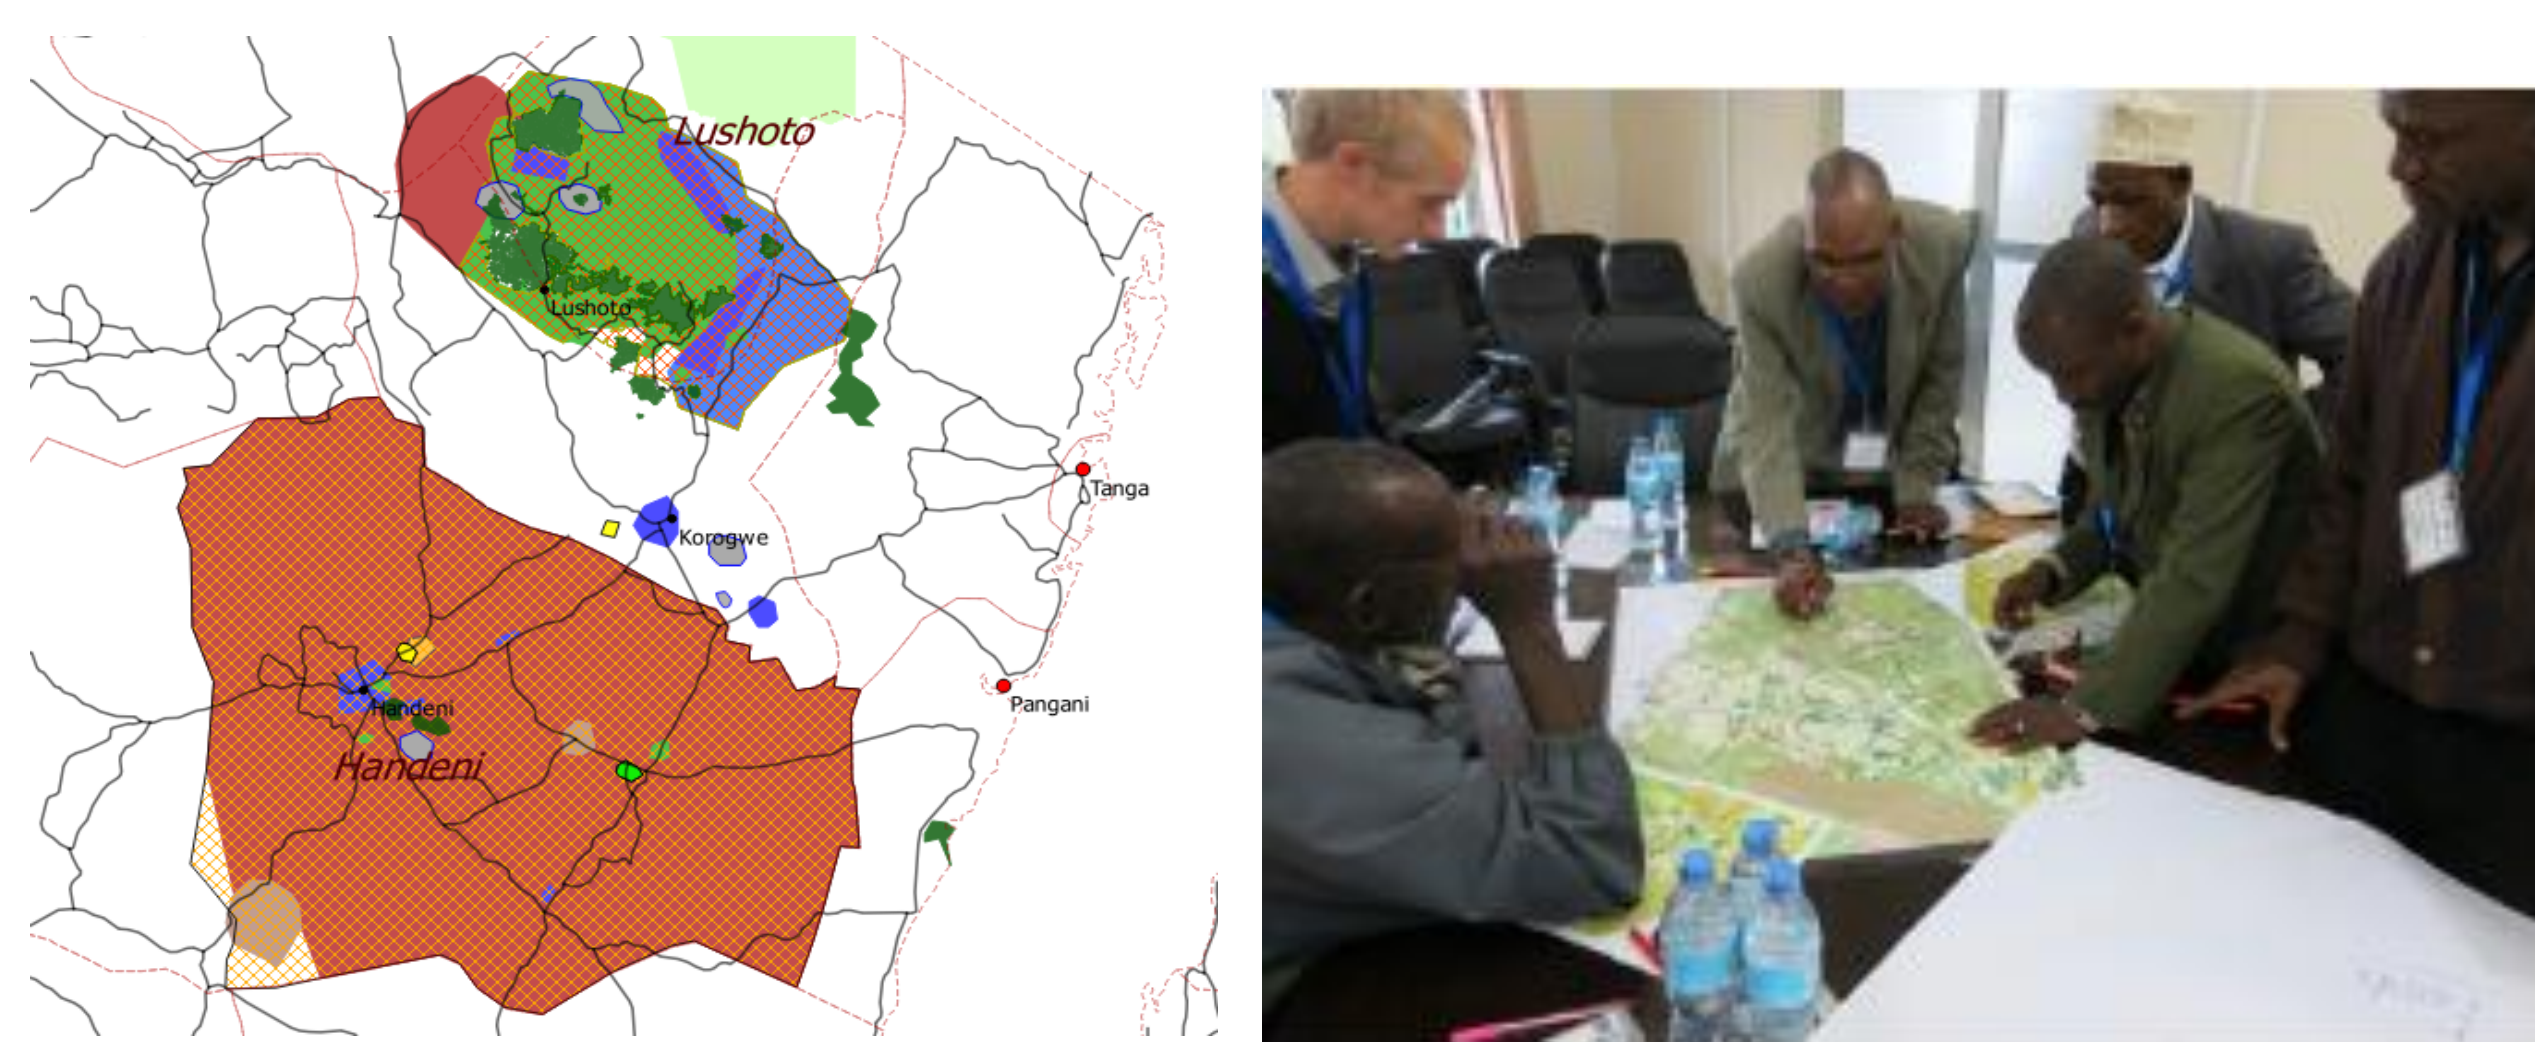 Lushoto
Lushoto
Tanga
Korogwe
Pangani
Handeni
Handeni